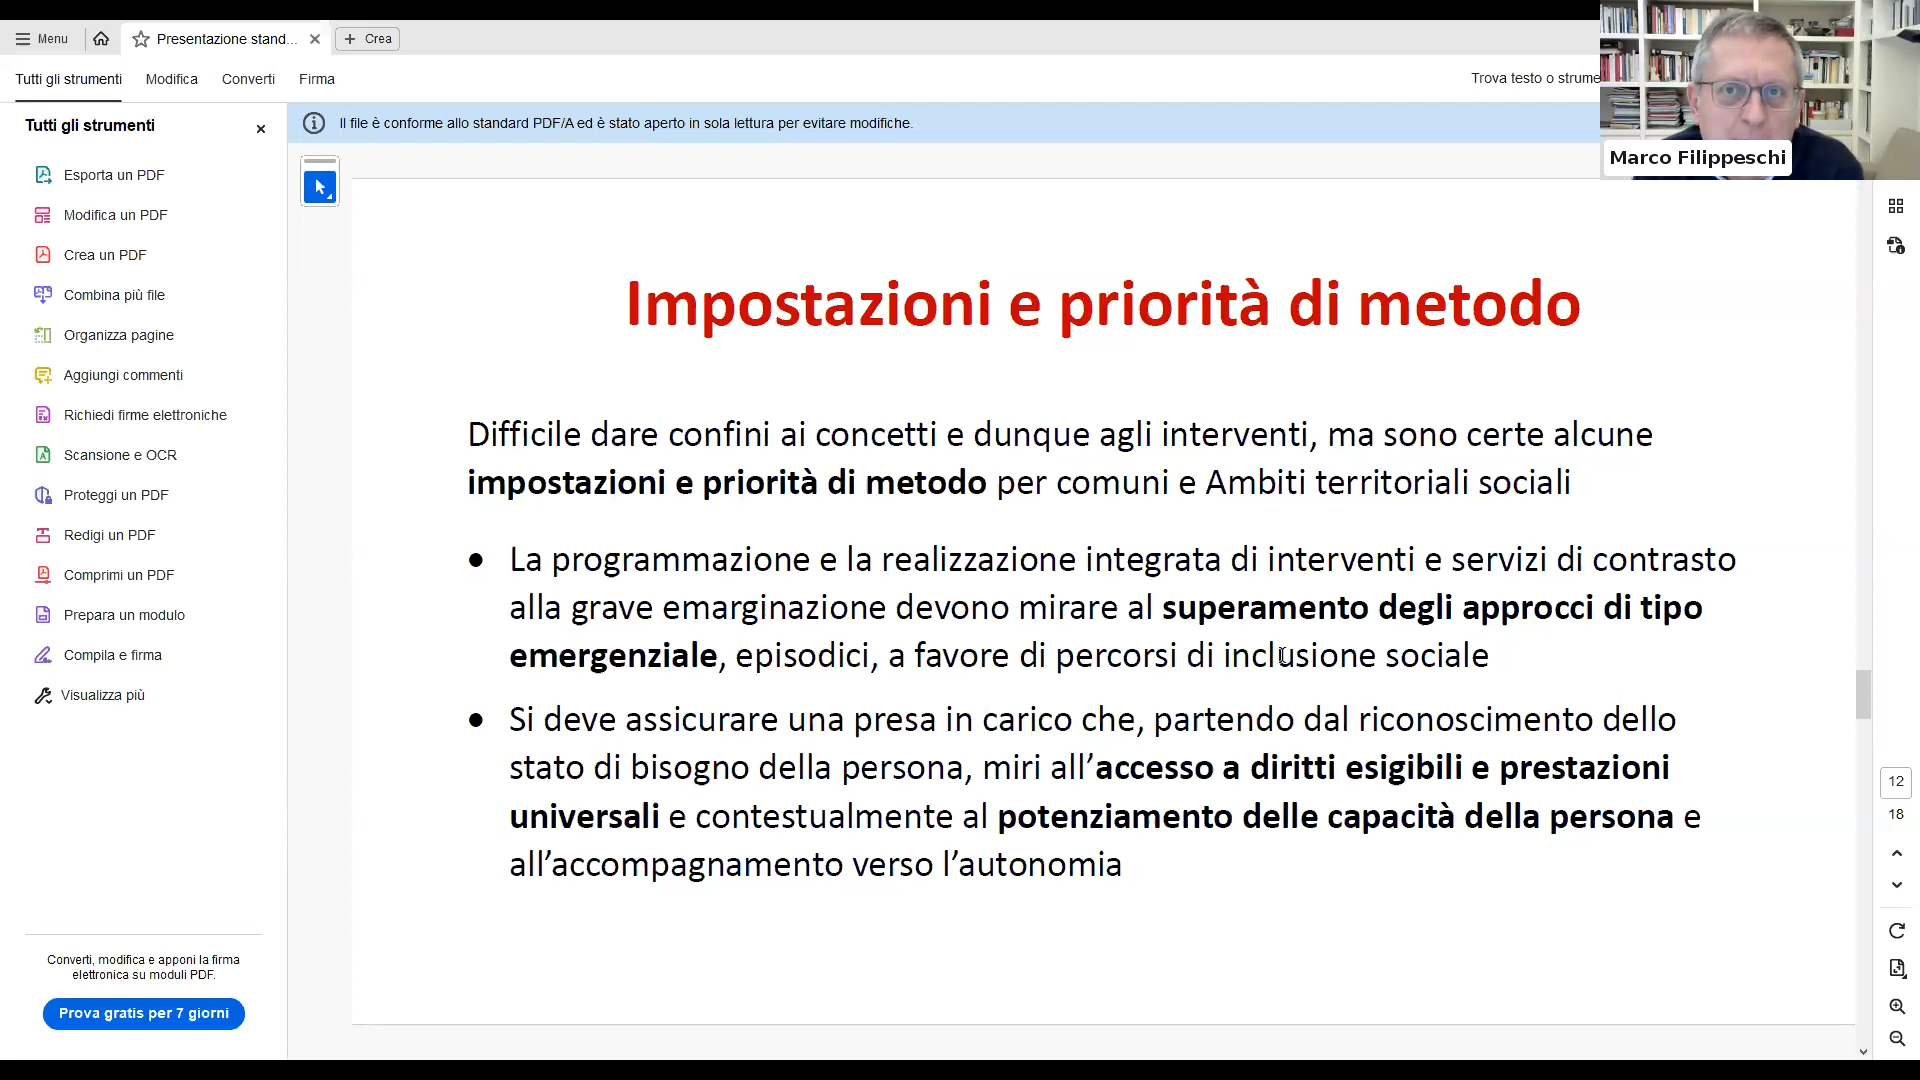 Menu
Presentazione stand...
Crea
Tutti gli strumenti
Modifica
Converti
Firma
Trova testo o strume
Marco Filippeschi
Tutti gli strumenti
Il file è conforme allo standard PDF/A ed è stato aperto in sola lettura per evitare modifiche.
Esporta un PDF
Modifica un PDF
Crea un PDF
Combina più file
Organizza pagine
Aggiungi commenti
Richiedi firme elettroniche
Scansione e OCR
Proteggi un PDF
Redigi un PDF
Comprimi un PDF
Prepara un modulo
Compila e firma
Visualizza più
Converti, modifica e apponi la firma
elettronica su moduli PDF.
Prova gratis per 7 giorni
Impostazioni e priorità di metodo
Difficile dare confini ai concetti e dunque agli interventi, ma sono certe alcune
impostazioni e priorità di metodo per comuni e Ambiti territoriali sociali
• La programmazione e la realizzazione integrata di interventi e servizi di contrasto
alla grave emarginazione devono mirare al superamento degli approcci di tipo
emergenziale, episodici, a favore di percorsi di inclusione sociale
• Si deve assicurare una presa in carico che, partendo dal riconoscimento dello
stato di bisogno della persona, miri all’accesso a diritti esigibili e prestazioni
universali e contestualmente al potenziamento delle capacità della persona e
all’accompagnamento verso l’autonomia
12
18